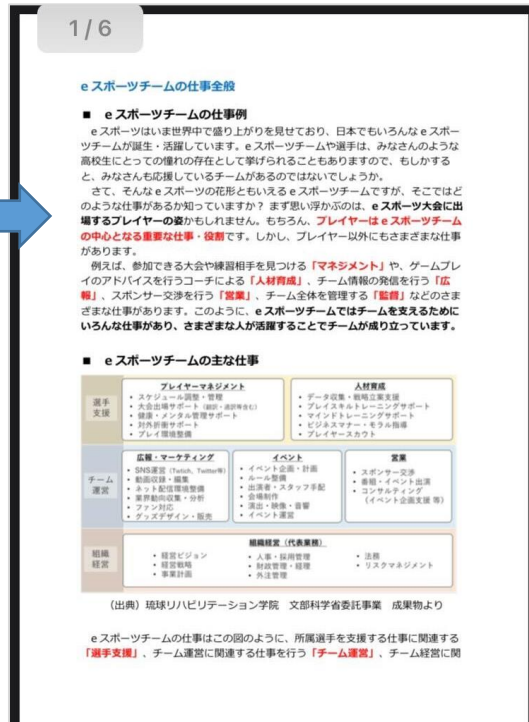 1/6
eスポーツチームの仕事全般
■ eスポーツチームの仕事例
eスポーツはいま世界中で盛り上がりを見せており、日本でもいろんなeスポー
ツチームが誕生・活躍しています。eスポーツチームや選手は、みなさんのような
高校生にとっての憧れの存在として挙げられることもありますので、もしかする
と、みなさんも応援しているチームがあるのではないでしょうか。
さて、そんなeスポーツの花形ともいえるeスポーツチームですが、そこではど
のような仕事があるか知っていますか？ まず思い浮かぶのは、eスポーツ大会に出
場するプレイヤーの姿かもしれません。もちろん、プレイヤーはeスポーツチーム
の中心となる重要な仕事・役割です。しかし、プレイヤー以外にもさまざまな仕事
があります。
例えば、参加できる大会や練習相手を見つける「マネジメント」や、ゲームプレ
イのアドバイスを行うコーチによる「人材育成」、チーム情報の発信を行う「広
報」、スポンサー交渉を行う「営業」、チーム全体を管理する「監督」などのさま
ざまな仕事があります。このように、eスポーツチームではチームを支えるために
いろんな仕事があり、さまざまな人が活躍することでチームが成り立っています。
■ eスポーツチームの主な仕事
選手
支援
プレイヤーマネジメント
・スケジュール調整・管理
・大会出場サポート（翻訳・通訳等含む）
・健康・メンタル管理サポート
・対外折衝サポート
・プレイ環境整備
人材育成
・データ収集・戦略立案支援
・プレイスキルトレーニングサポート
・マインドトレーニングサポート
・ビジネスマナー・モラル指導
・プレイヤースカウト
チーム
運営
広報・マーケティング
・SNS運営（Twitch, Twitter等）
・動画収録・編集
・ネット配信環境整備
・業界動向収集・分析
・ファン対応
・グッズデザイン・販売
イベント
・イベント企画・計画
・ルール整備
・出演者・スタッフ手配
・会場制作
・演出・映像・音響
・イベント運営
営業
・スポンサー交渉
・番組・イベント出演
・コンサルティング
（イベント企画支援 等）
組織
経営
組織経営（代表業務）
・経営ビジョン
・経営戦略
・事業計画
・人事・採用管理
・財政管理・経理
・外注管理
・法務
・リスクマネジメント
（出典）琉球リハビリテーション学院 文部科学省委託事業 成果物より
eスポーツチームの仕事はこの図のように、所属選手を支援する仕事に関連する
「選手支援」、チーム運営に関連する仕事を行う「チーム運営」、チーム経営に関